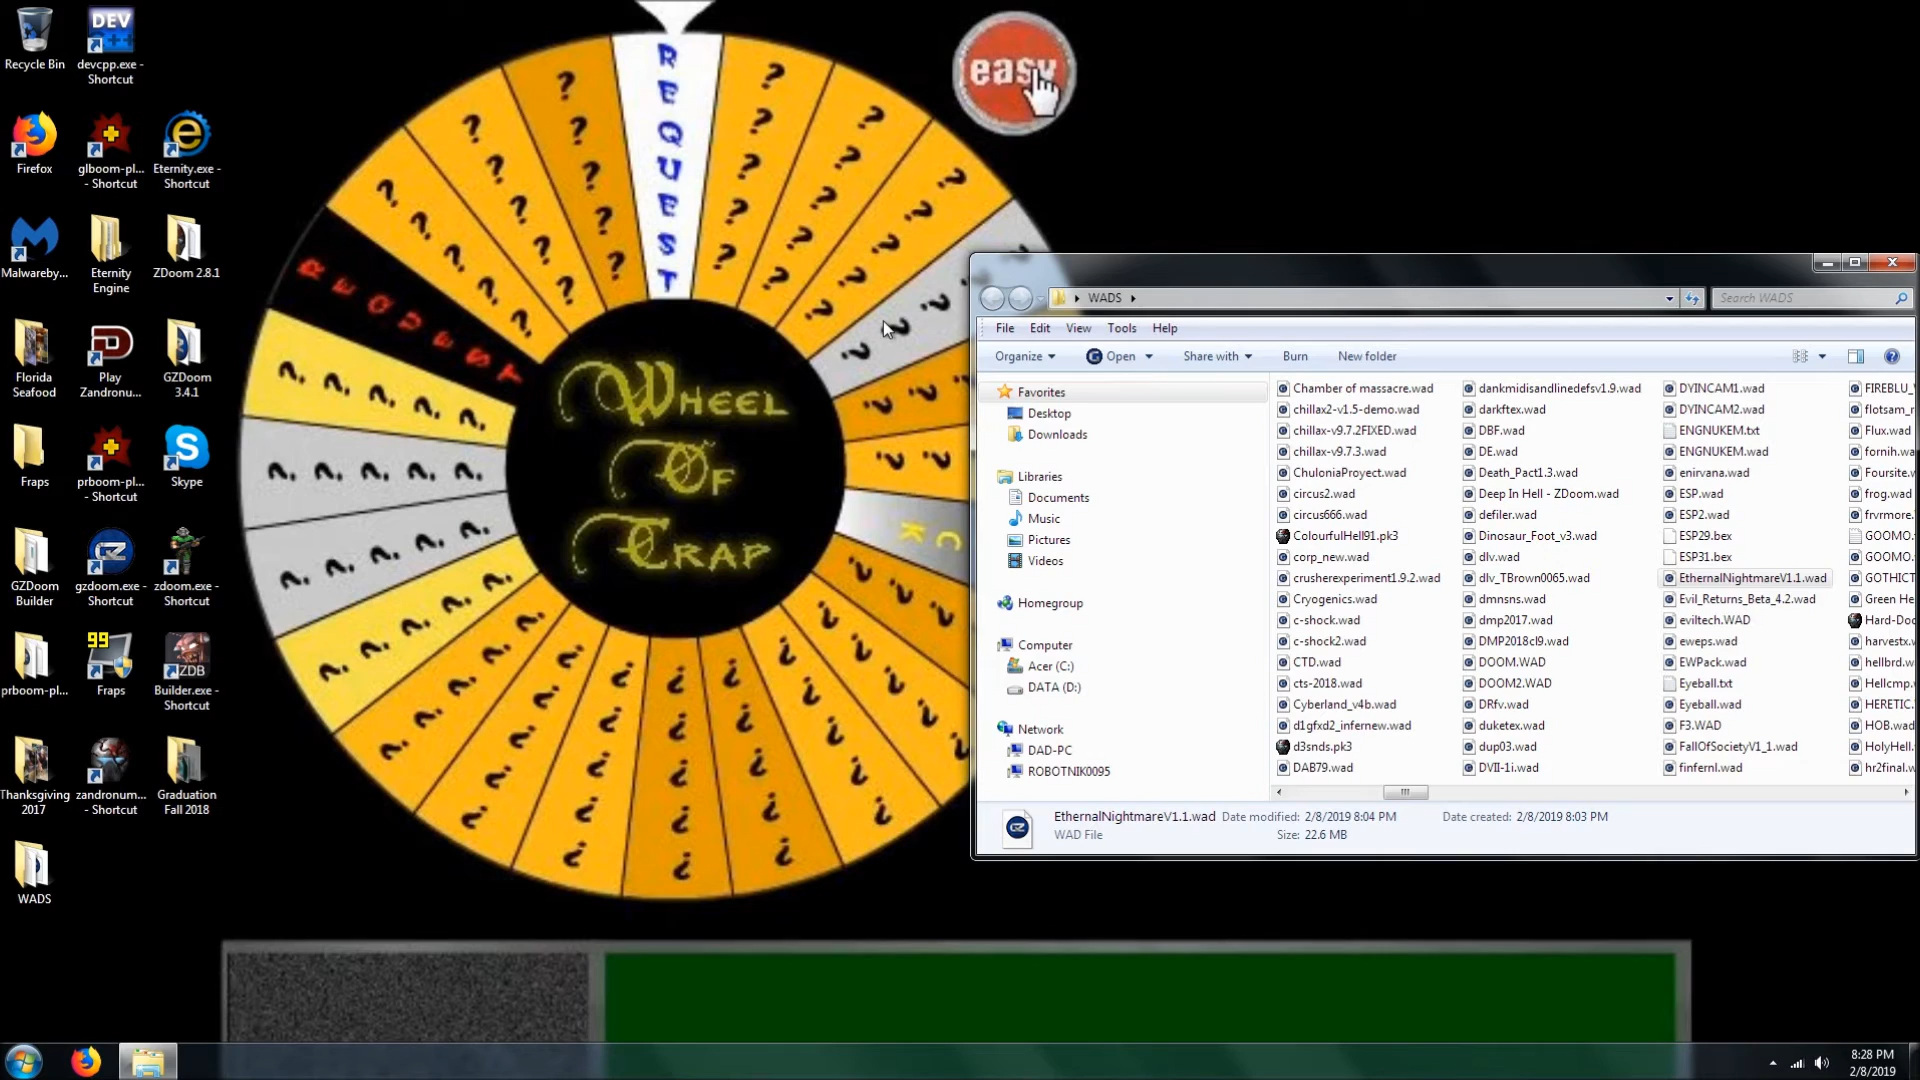 Recycle Bin
devcpp.exe -
Shortcut
Firefox
glboom-pl...
- Shortcut
Eternity.exe -
Shortcut
Malwareby...
Eternity
Engine
ZDoom 2.8.1
Florida
Seafood
Play
Zandronu...
GZDoom
3.4.1
Fraps
prboom-pl...
- Shortcut
Skype
GZDoom
Builder
gzdoom.exe -
Shortcut
zdoom.exe -
Shortcut
prboom-pl...
99
Fraps
ZDB
Builder.exe -
Shortcut
Thanksgiving
2017
zandronum...
- Shortcut
Graduation
Fall 2018
WADS
DEV
REQUEST
REQUEST
Wheel
Of
Crap
easy
WADS
Search WADS
File Edit View Tools Help
Organize Open Share with Burn New folder
Favorites
Desktop
Downloads
Libraries
Documents
Music
Pictures
Videos
Homegroup
Computer
Acer (C:)
DATA (D:)
Network
DAD-PC
ROBOTNIK0095
Chamber of massacre.wad
chillax2-v1.5-demo.wad
chillax-v9.7.2FIXED.wad
chillax-v9.7.3.wad
ChuloniaProyect.wad
circus2.wad
circus666.wad
ColourfulHell91.pk3
corp_new.wad
crusherexperiment1.9.2.wad
Cryogenics.wad
c-shock.wad
c-shock2.wad
CTD.wad
cts-2018.wad
Cyberland_v4b.wad
d1gfxd2_infernew.wad
d3snds.pk3
DAB79.wad
dankmidisandlinedefsv1.9.wad
darkftex.wad
DBF.wad
DE.wad
Death_Pact1.3.wad
Deep In Hell - ZDoom.wad
defiler.wad
Dinosaur_Foot_v3.wad
dlv.wad
dlv_TBrown0065.wad
dmnsns.wad
dmp2017.wad
DMP2018cl9.wad
DOOM.WAD
DOOM2.WAD
DRfv.wad
duketex.wad
dup03.wad
DVII-1i.wad
DYINCAM1.wad
DYINCAM2.wad
ENGNUKEM.txt
ENGNUKEM.wad
enirvana.wad
ESP.wad
ESP2.wad
ESP29.bex
ESP31.bex
EthernalNightmareV1.1.wad
Evil_Returns_Beta_4.2.wad
eviltech.WAD
eweps.wad
EWPack.wad
Eyeball.txt
Eyeball.wad
F3.WAD
FallOfSocietyV1_1.wad
finfernl.wad
FIREBLU_
flotsam_r
Flux.wad
fornih.wa
Foursite.w
frog.wad
frvrmore.
GOOMO.
GOOMO.
GOTHICT
Green He
Hard-Doo
harvestx.
hellbrd.w
Hellcmp.w
HERETIC.
HOB.wad
HolyHell.
hr2final.w
EthernalNightmareV1.1.wad Date modified: 2/8/2019 8:04 PM Date created: 2/8/2019 8:03 PM
WAD File Size: 22.6 MB
8:28 PM
2/8/2019